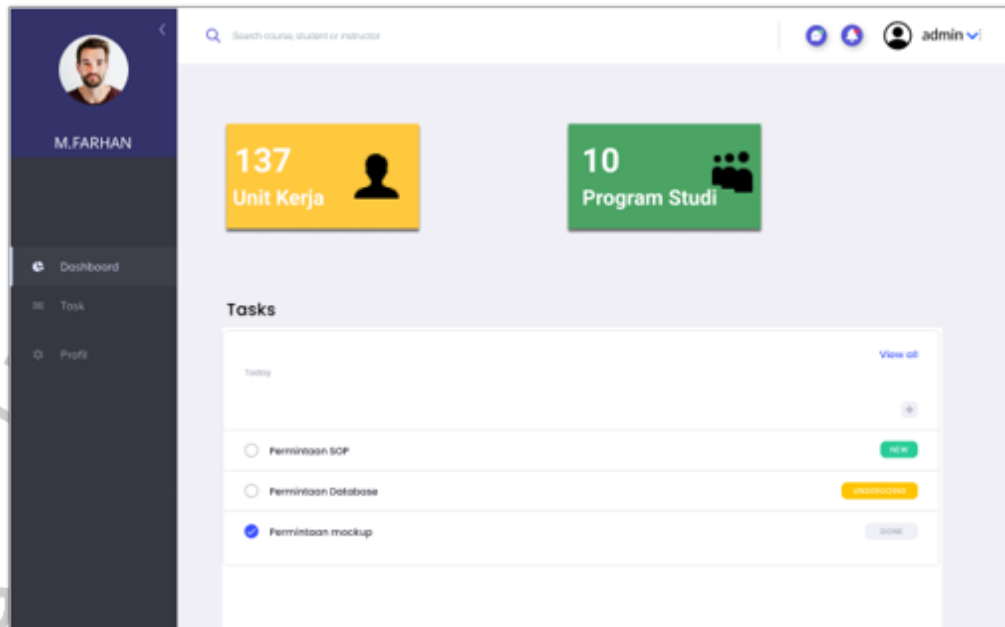 Search course, student or instructor
admin
M.FARHAN
137
Unit Kerja
10
Program Studi
Dashboard
Task
Profil
Tasks
View all
Today
Permintaan SOP
NEW
Permintaan Database
UNDERGOING
Permintaan mockup
DONE